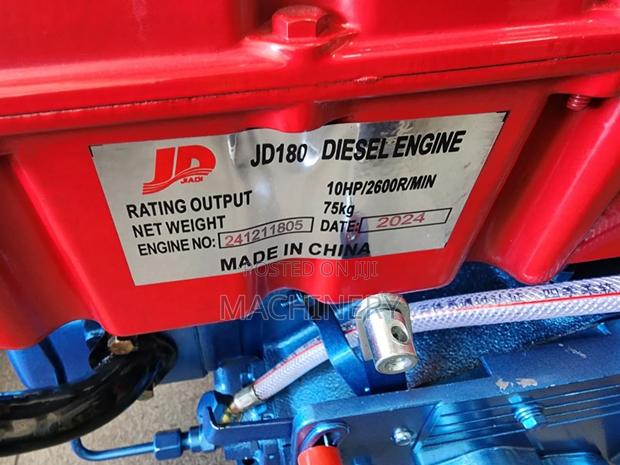 JD
JIADI
JD180 DIESEL ENGINE
RATING OUTPUT 10HP/2600R/MIN
NET WEIGHT 75kg
ENGINE NO: 241211805 DATE: 2024
MADE IN CHINA
POSTED ON JIJI
MACHINERY